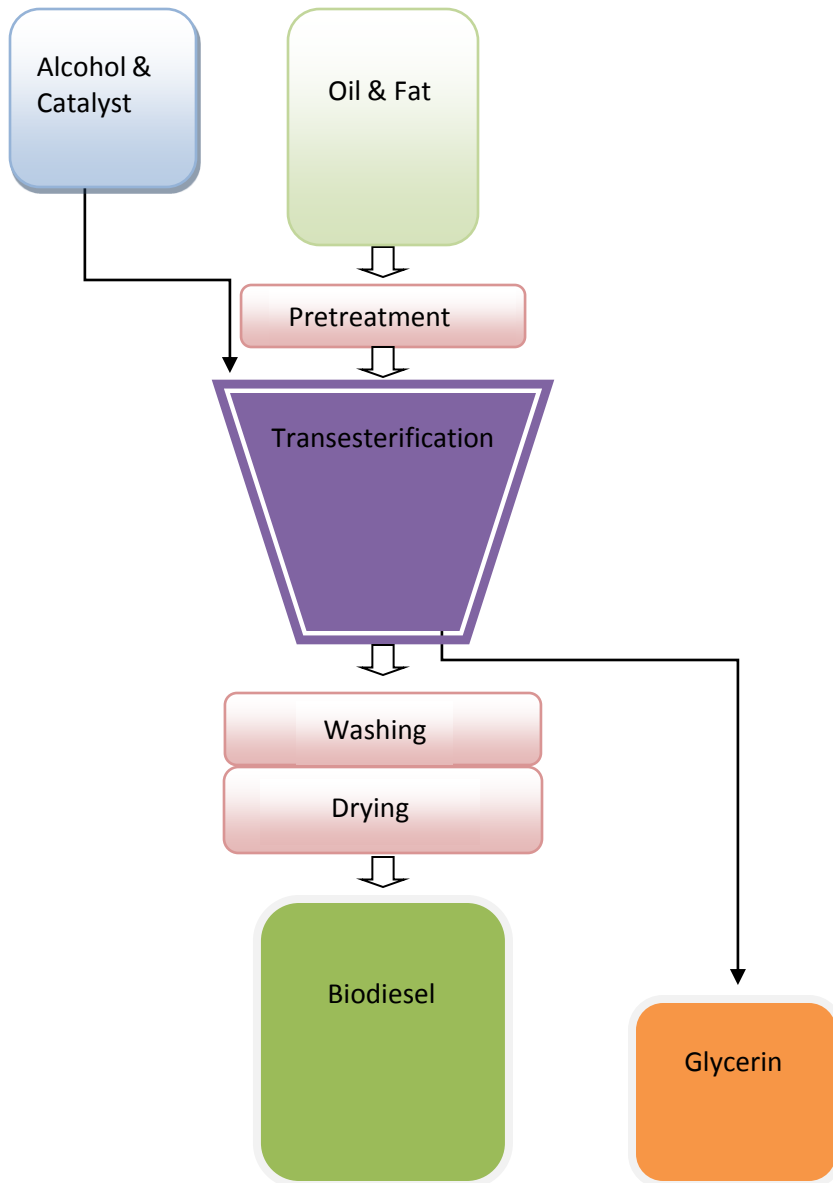 Alcohol &
Catalyst
Oil & Fat
Pretreatment
Transesterification
Washing
Drying
Biodiesel
Glycerin